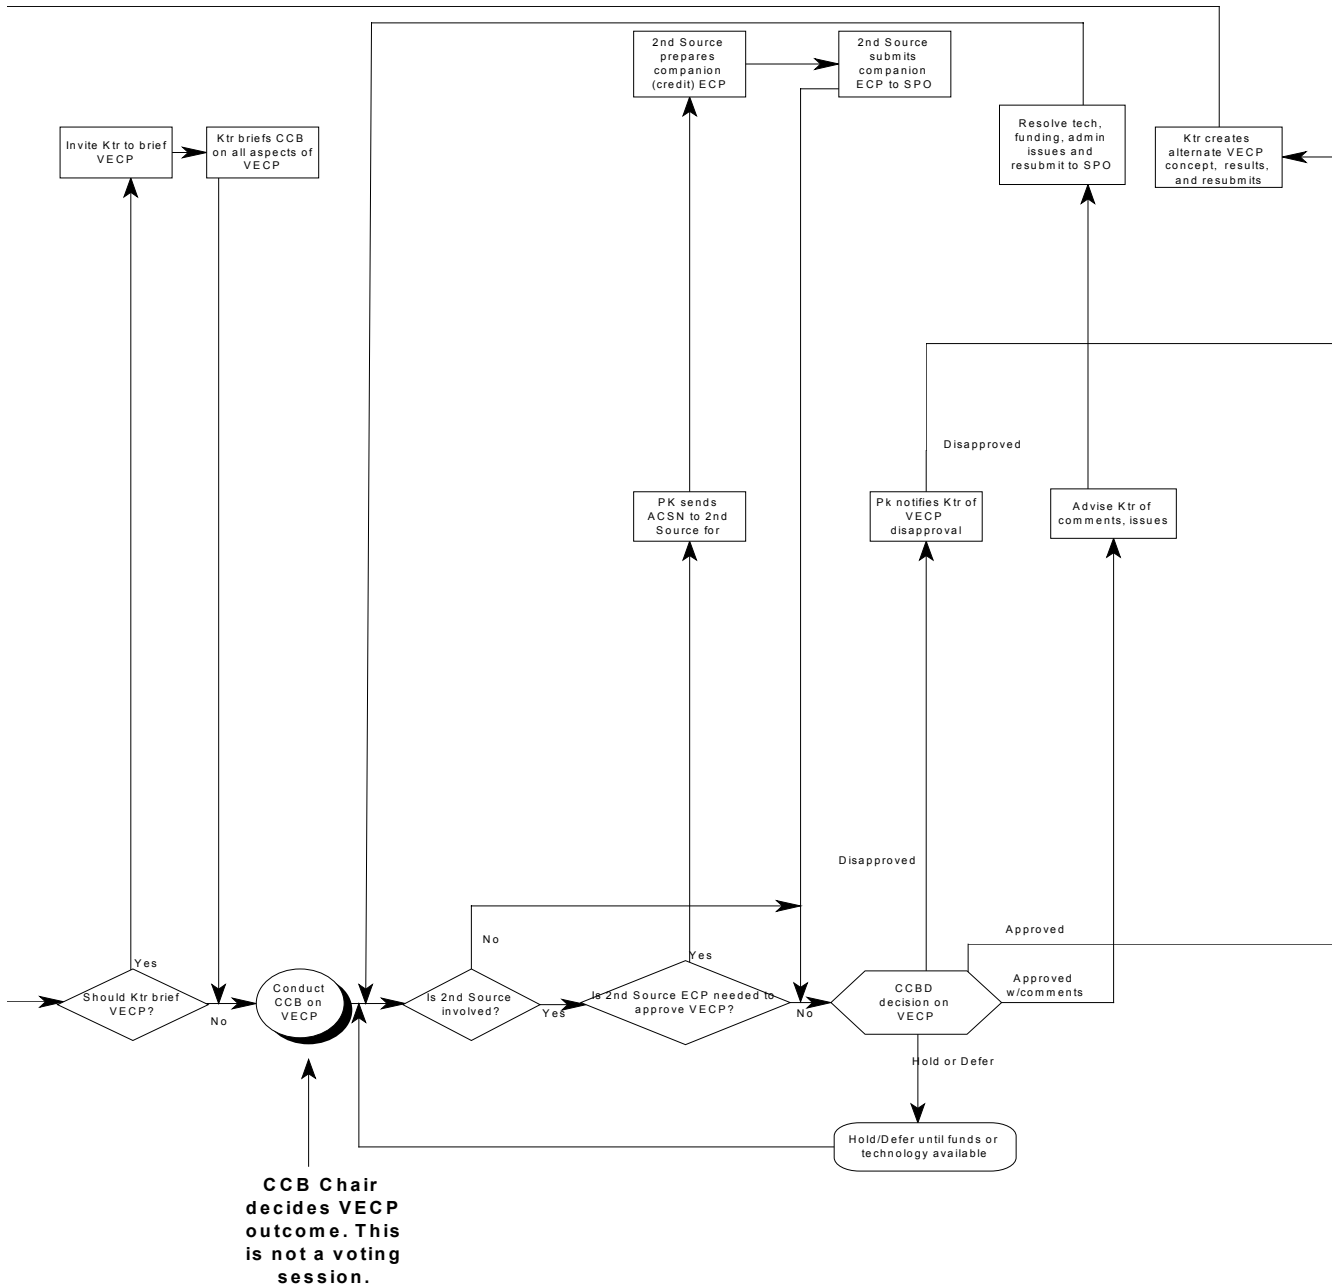 2nd Source
prepares
companion
(credit) ECP
2nd Source
submits
companion
ECP to SPO
Invite Ktr to brief
VECP
Ktr briefs CCB
on all aspects of
VECP
Resolve tech,
funding, admin
issues and
resubmit to SPO
Ktr creates
alternate VECP
concept, results,
and resubmits
Disapproved
PK sends
ACSN to 2nd
Source for
Pk notifies Ktr of
VECP
disapproval
Advise Ktr of
comments, issues
Disapproved
No
Approved
Yes
Yes
Should Ktr brief
VECP?
No
Conduct
CCB on
VECP
Is 2nd Source
involved?
Yes
Is 2nd Source ECP needed to
approve VECP?
No
CCBD
decision on
VECP
Approved
w/comments
Hold or Defer
Hold/Defer until funds or
technology available
CCB Chair
decides VECP
outcome. This
is not a voting
session.